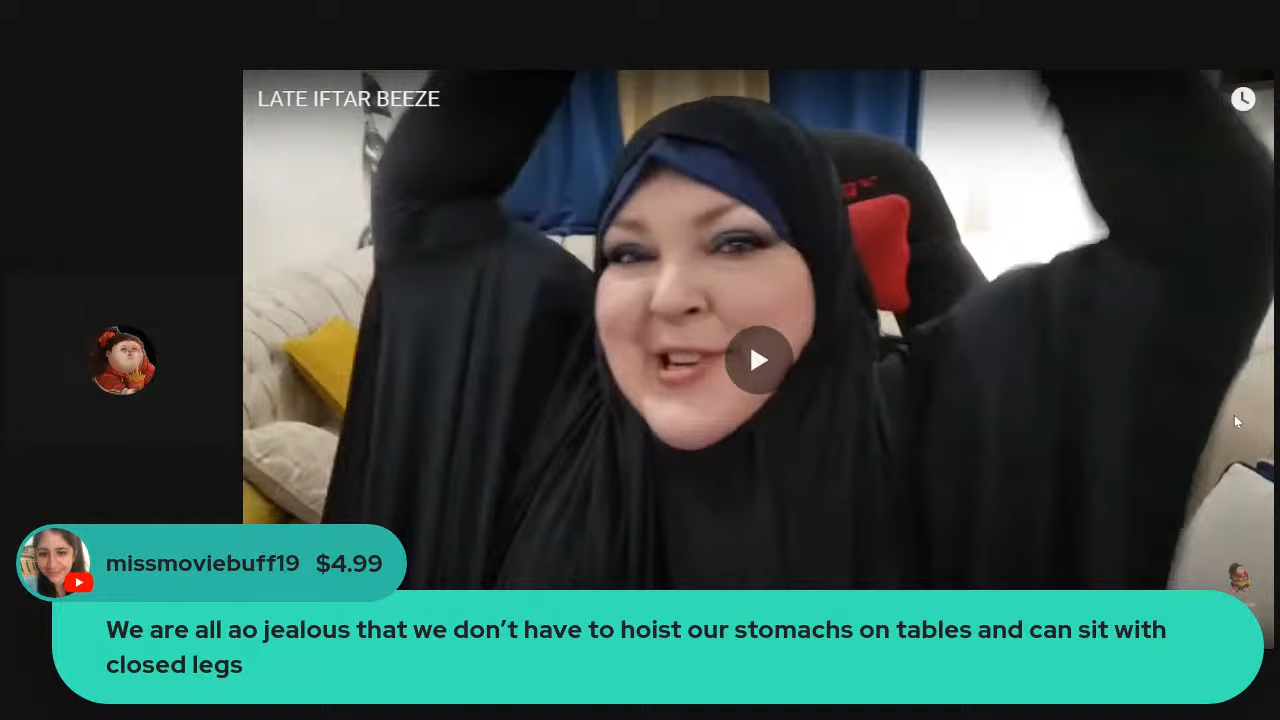 LATE IFTAR BEEZE
missmoviebuff19 $4.99
We are all ao jealous that we don’t have to hoist our stomachs on tables and can sit with
closed legs